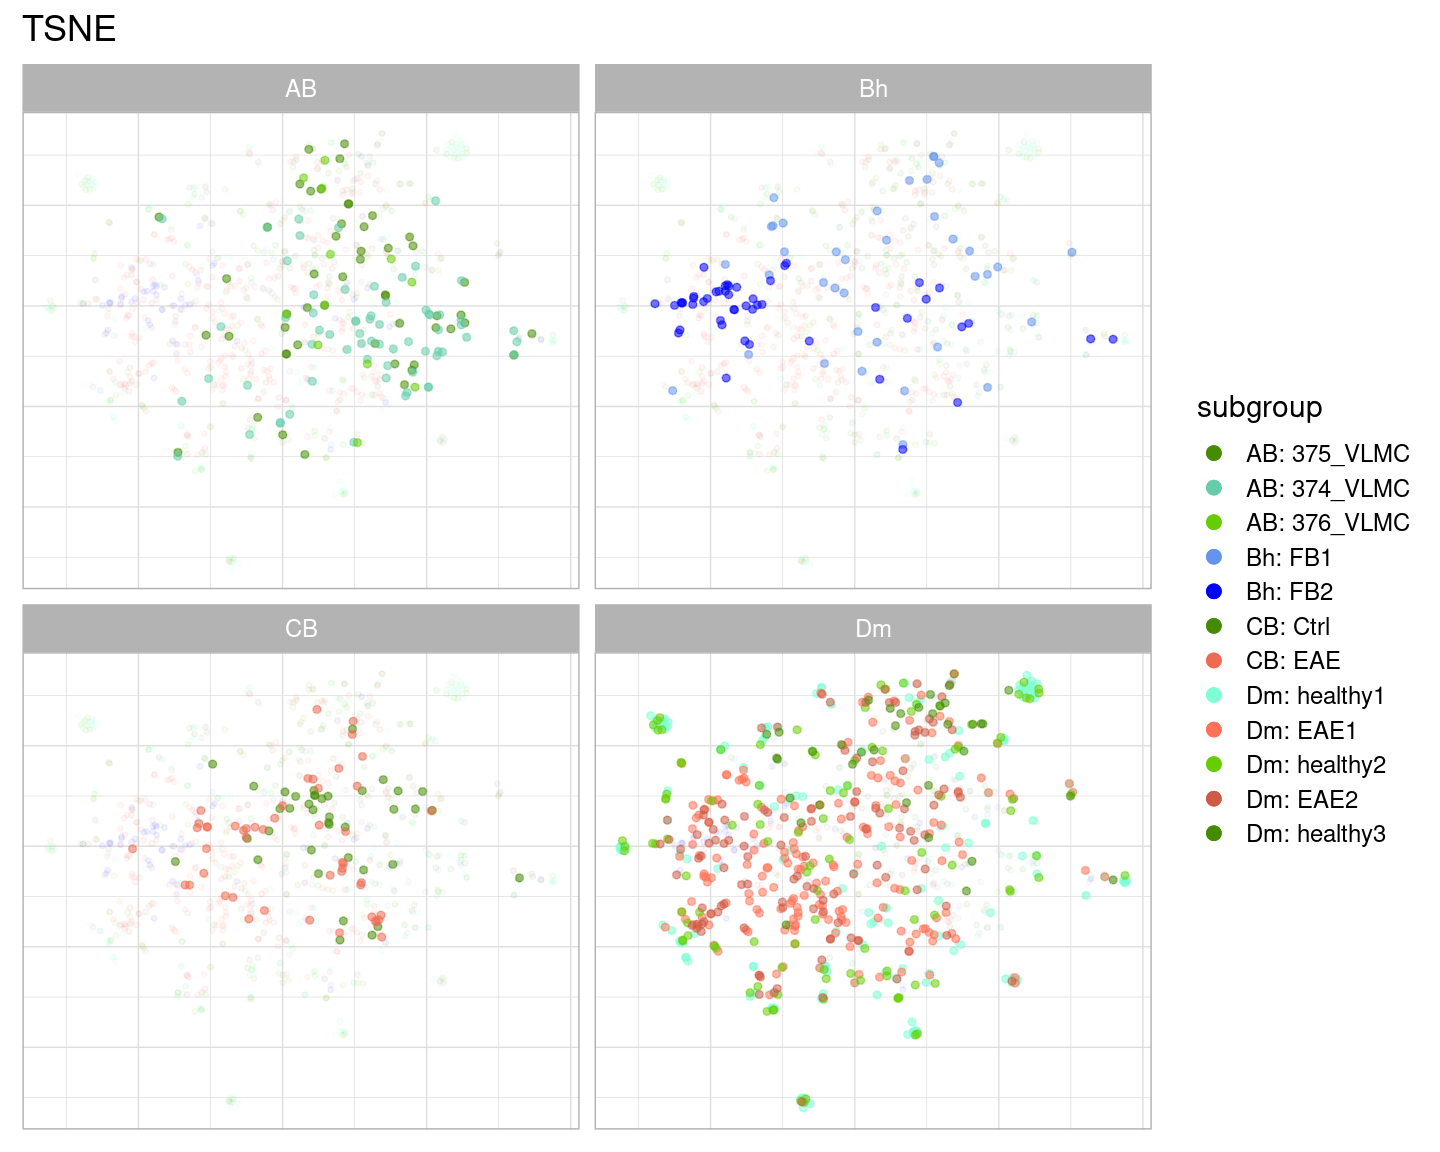 TSNE
AB
Bh
CB
Dm
subgroup
AB: 375_VLMC
AB: 374_VLMC
AB: 376_VLMC
Bh: FB1
Bh: FB2
CB: Ctrl
CB: EAE
Dm: healthy1
Dm: EAE1
Dm: healthy2
Dm: EAE2
Dm: healthy3